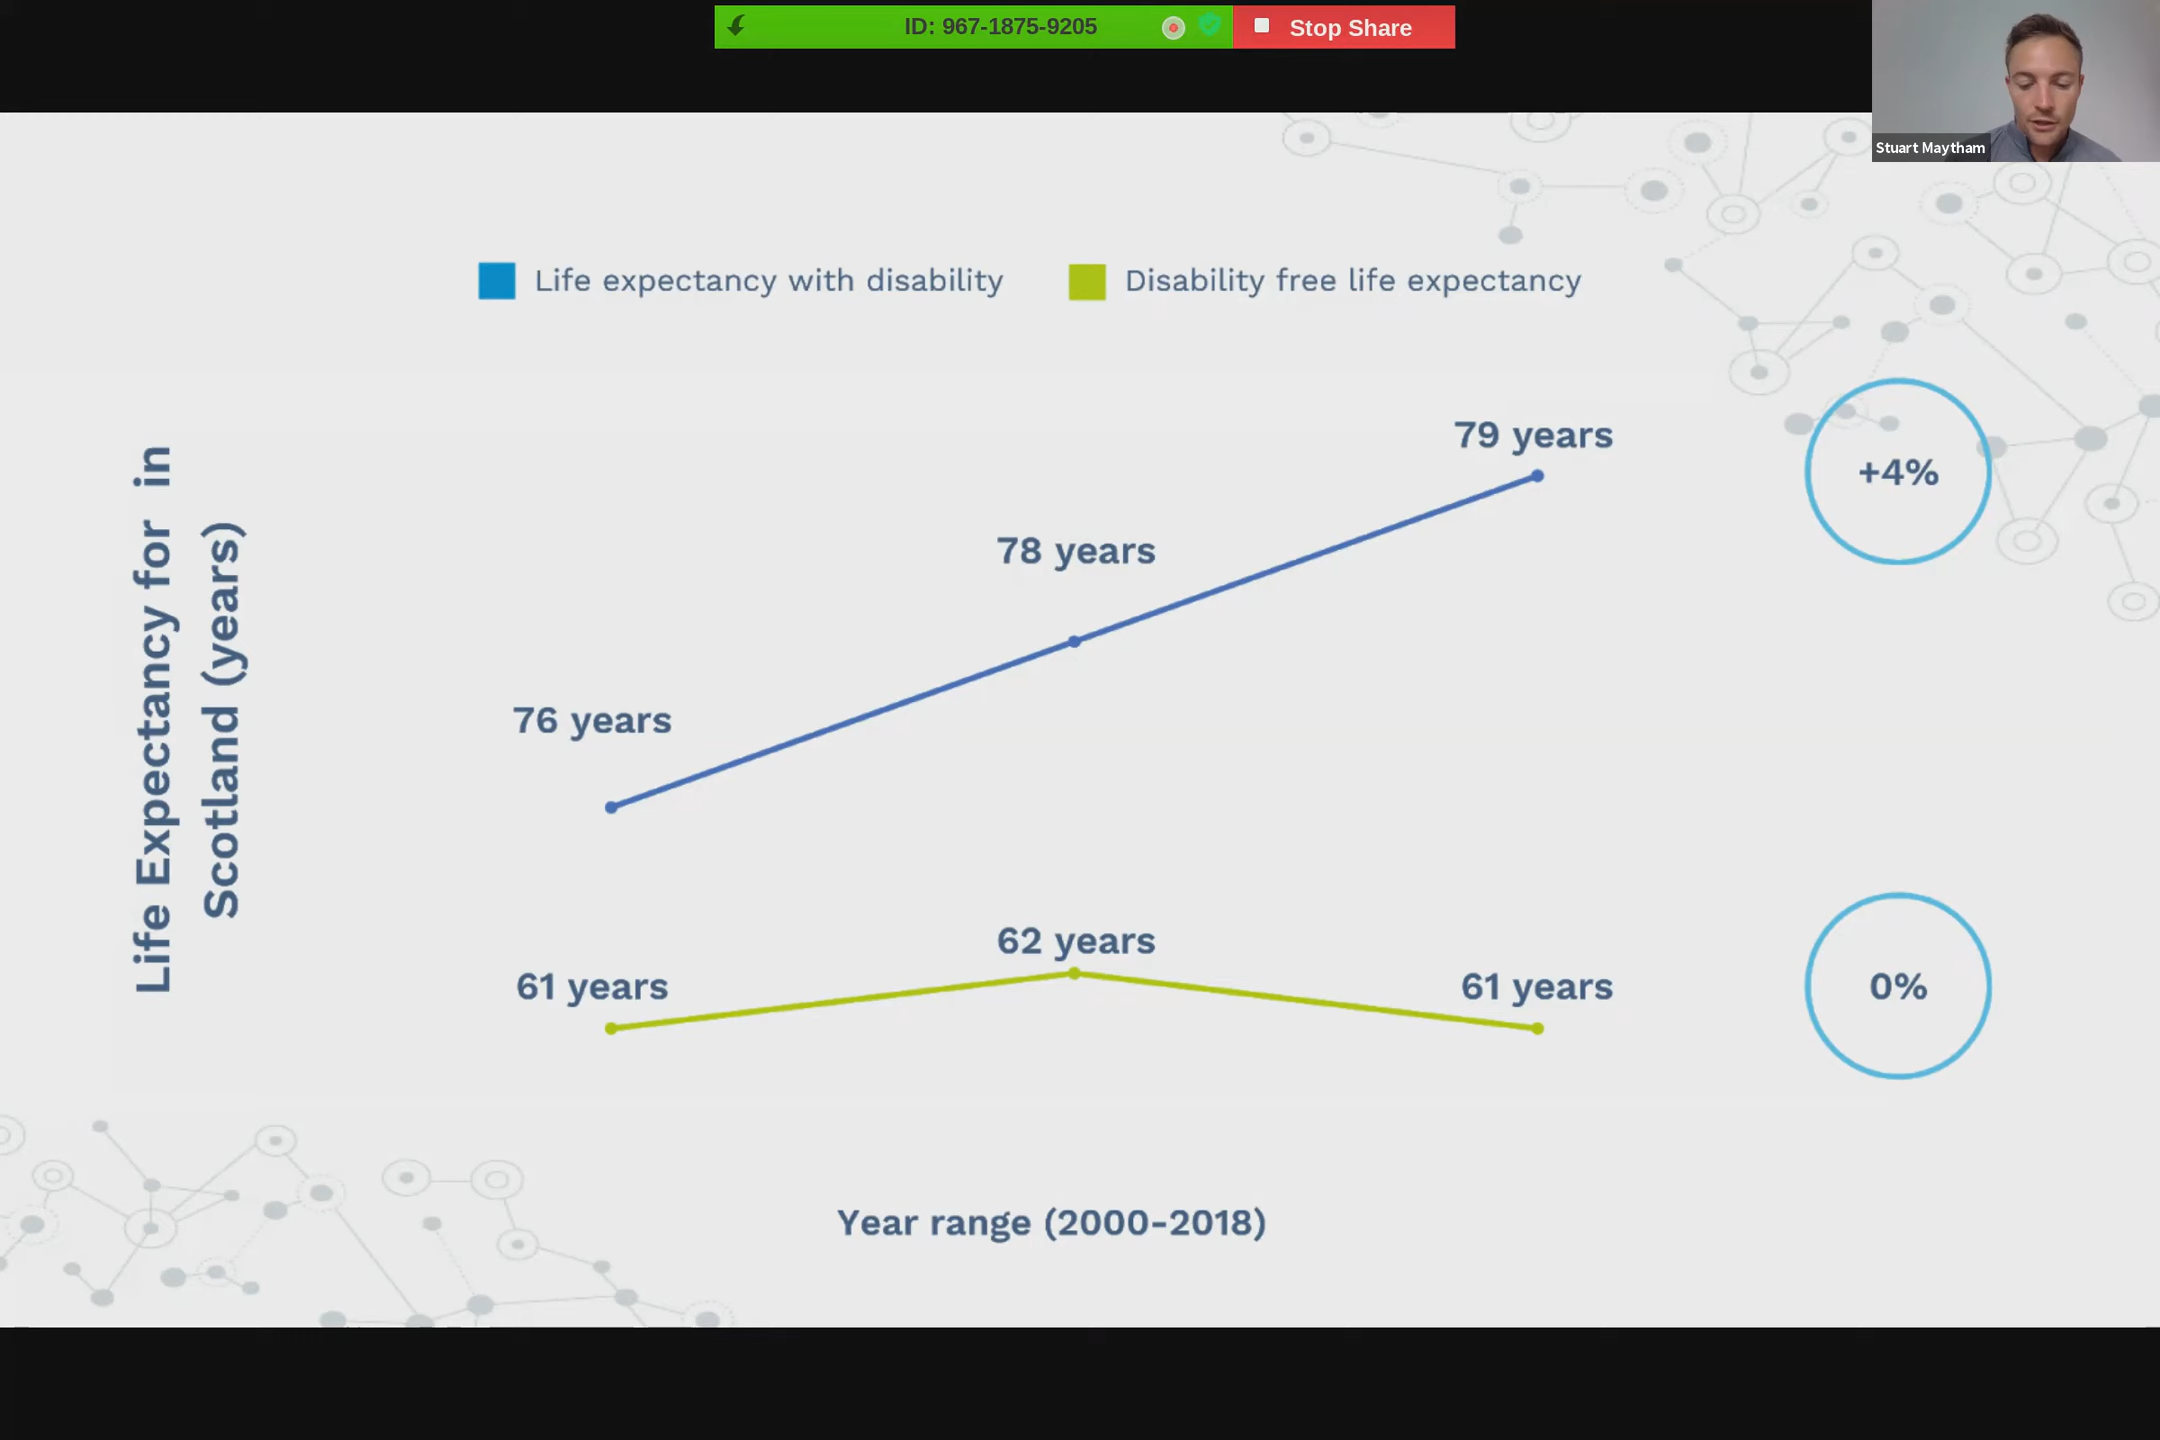 ID: 967-1875-9205
Stop Share
Stuart Maytham
Life expectancy with disability
Disability free life expectancy
Life Expectancy for in
Scotland (years)
79 years
+4%
78 years
76 years
62 years
61 years
61 years
0%
Year range (2000-2018)